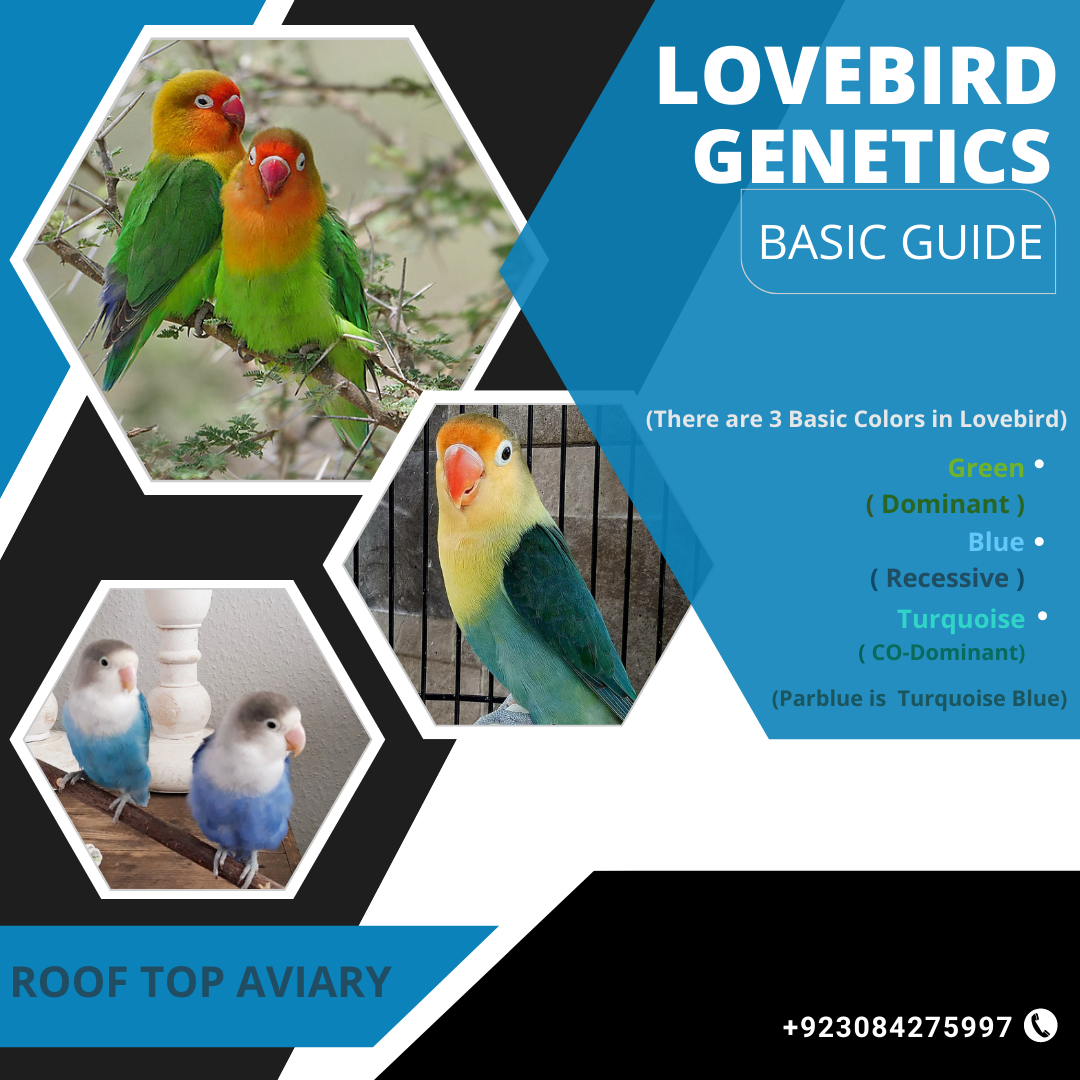 LOVEBIRD
GENETICS
BASIC GUIDE
(There are 3 Basic Colors in Lovebird)
Green •
( Dominant )
Blue •
( Recessive )
Turquoise •
( CO-Dominant)
(Parblue is  Turquoise Blue)
ROOF TOP AVIARY
+923084275997